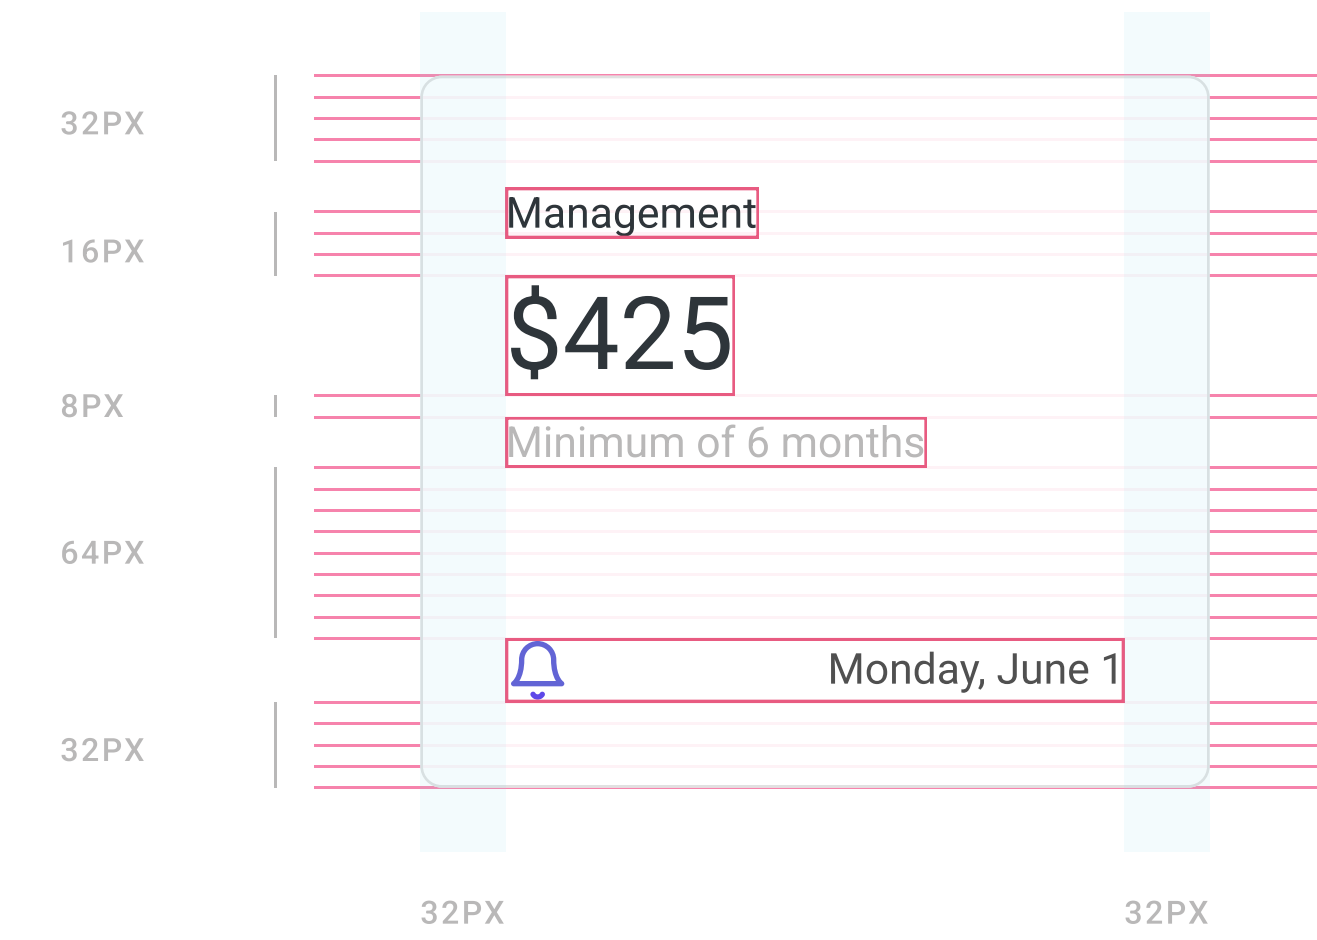 32PX
Management
16PX
$425
8PX
Minimum of 6 months
64PX
Monday, June 1
32PX
32PX 32PX